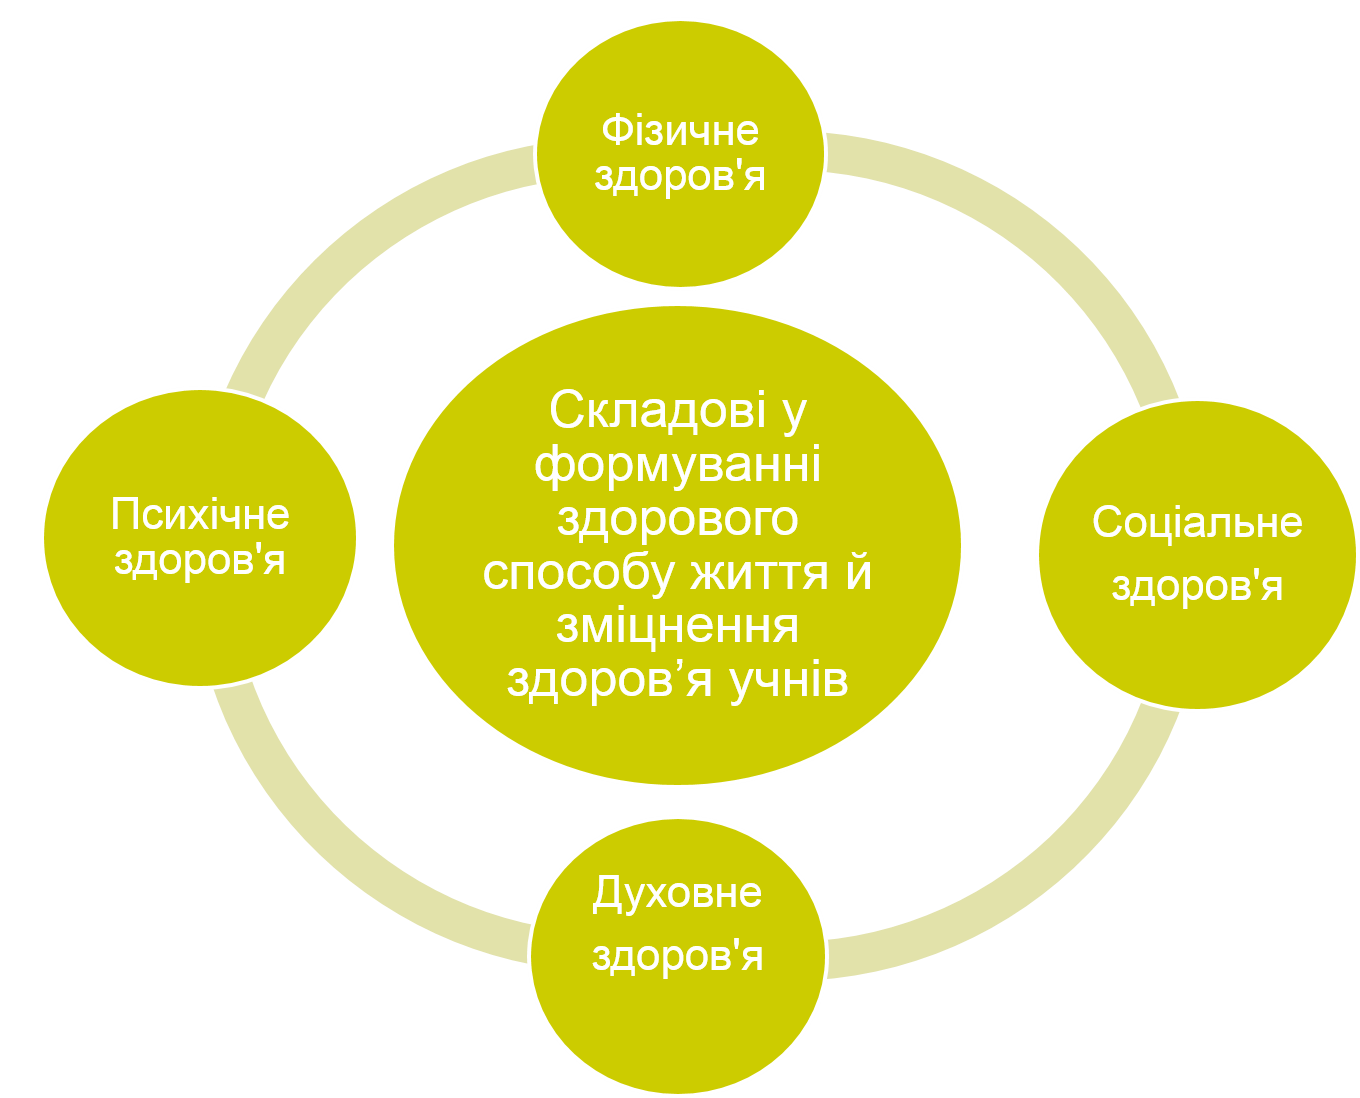 Фізичне
здоров'я
Складові у
формуванні
здорового
способу життя й
зміцнення
здоров’я учнів
Психічне
здоров'я
Соціальне
здоров'я
Духовне
здоров'я